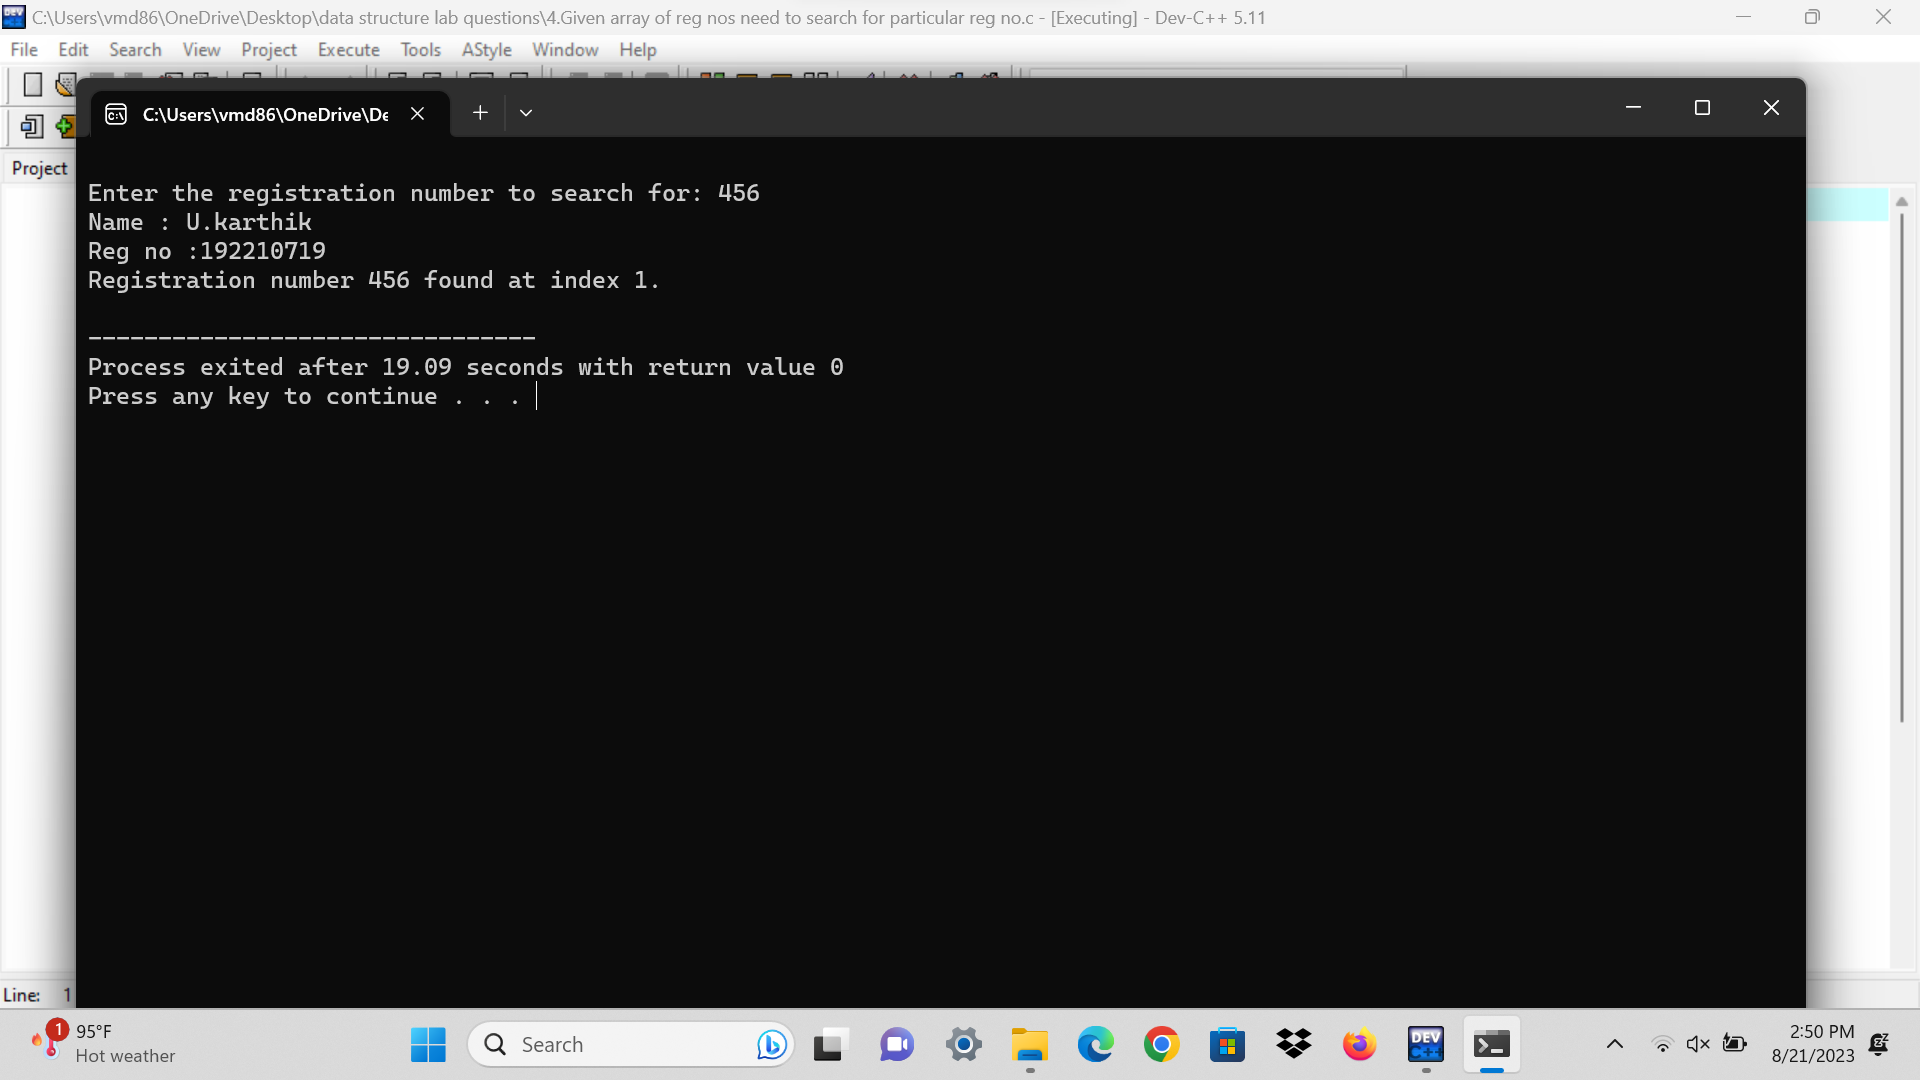 C:\Users\vmd86\OneDrive\Desktop\data structure lab questions\4.Given array of reg nos need to search for particular reg no.c - [Executing] - Dev-C++ 5.11
File Edit Search View Project Execute Tools AStyle Window Help
C:\Users\vmd86\OneDrive\De
Project
Enter the registration number to search for: 456
Name : U.karthik
Reg no :192210719
Registration number 456 found at index 1.
--------------------------------
Process exited after 19.09 seconds with return value 0
Press any key to continue . . .
Line: 1
1
95°F
Hot weather
Search
DEV
C++
2:50 PM
8/21/2023